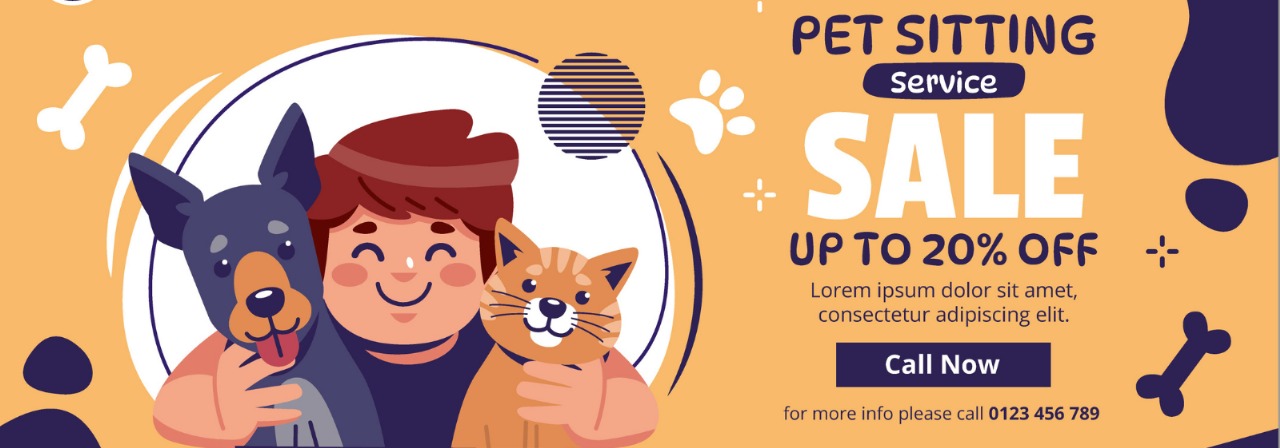 PET SITTING
Service
SALE
UP TO 20% OFF
Lorem ipsum dolor sit amet,
consectetur adipiscing elit.
Call Now
for more info please call 0123 456 789